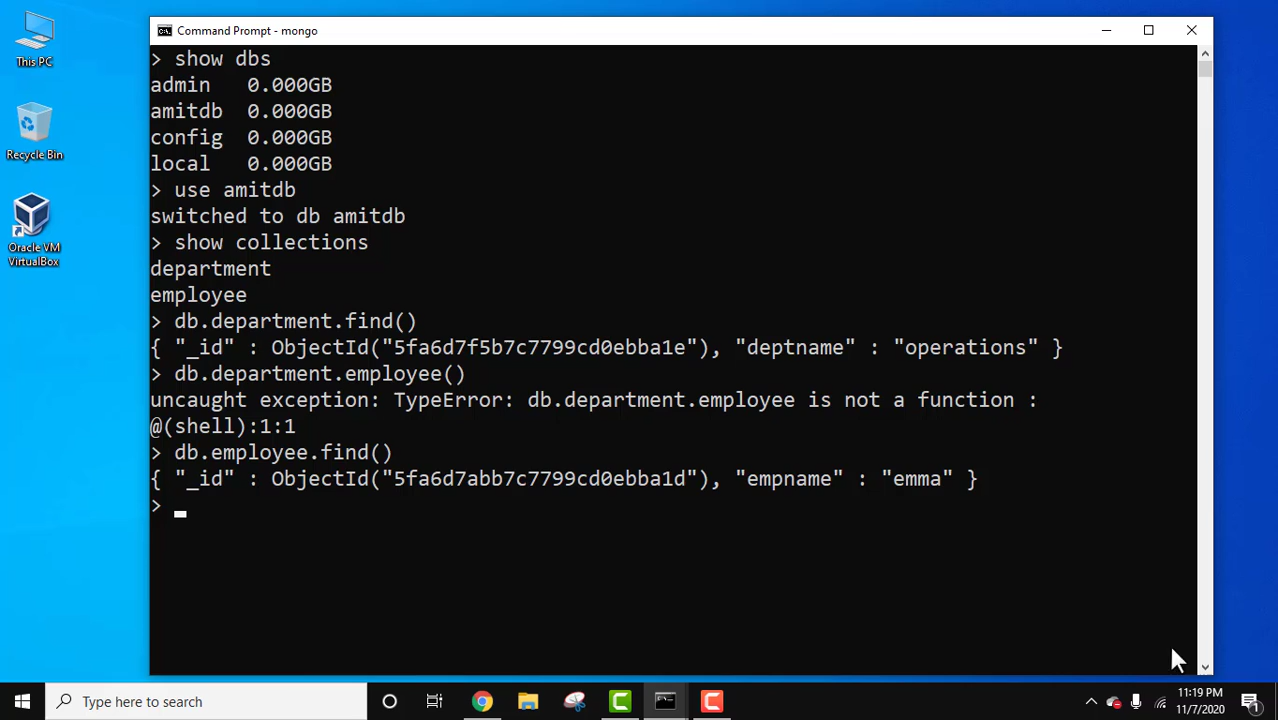 This PC
Recycle Bin
Oracle VM
VirtualBox
Command Prompt - mongo
> show dbs
admin   0.000GB
amitdb  0.000GB
config  0.000GB
local   0.000GB
> use amitdb
switched to db amitdb
> show collections
department
employee
> db.department.find()
{ "_id" : ObjectId("5fa6d7f5b7c7799cd0ebba1e"), "deptname" : "operations" }
> db.department.employee()
uncaught exception: TypeError: db.department.employee is not a function :
@(shell):1:1
> db.employee.find()
{ "_id" : ObjectId("5fa6d7abb7c7799cd0ebba1d"), "empname" : "emma" }
>
Type here to search
11:19 PM
11/7/2020
1